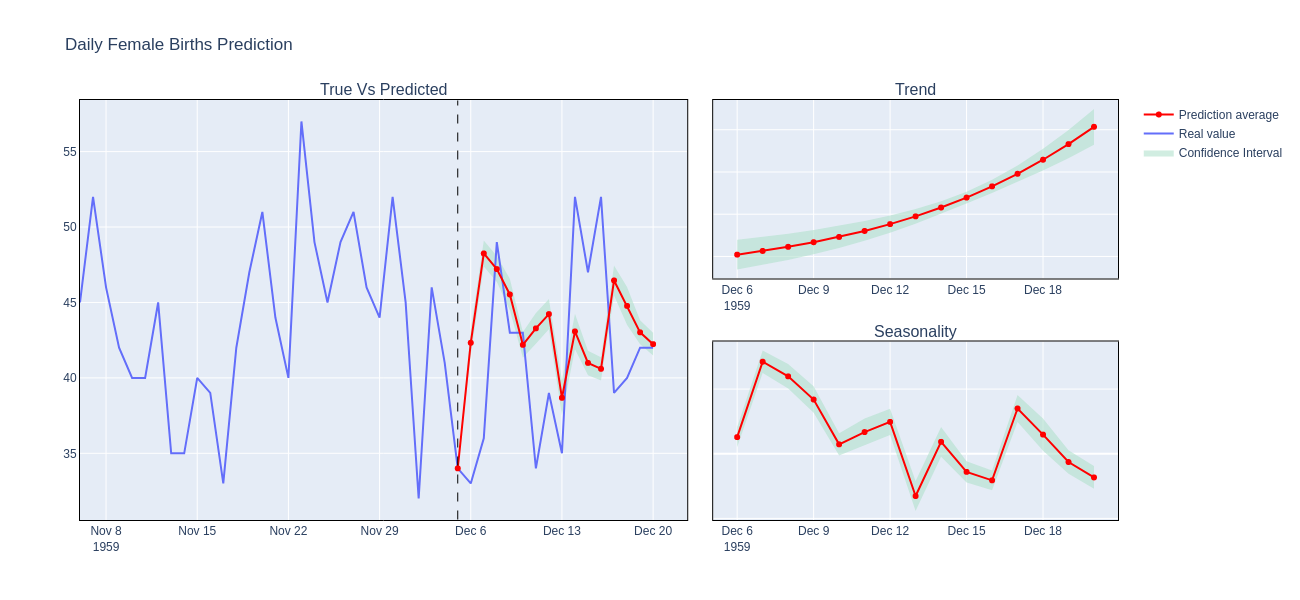 Daily Female Births Prediction
True Vs Predicted
55
50
45
40
35
Nov 8
1959
Nov 15
Nov 22
Nov 29
Dec 6
Dec 13
Dec 20
Trend
Dec 6
1959
Dec 9
Dec 12
Dec 15
Dec 18
Seasonality
Dec 6
1959
Dec 9
Dec 12
Dec 15
Dec 18
Prediction average
Real value
Confidence Interval